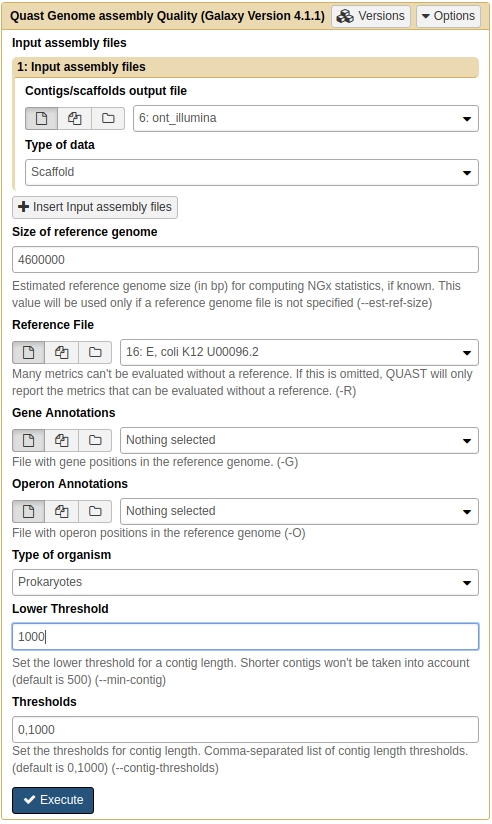 Quast Genome assembly Quality (Galaxy Version 4.1.1) Versions Options
Input assembly files
1: Input assembly files
Contigs/scaffolds output file
6: ont_illumina
Type of data
Scaffold
Insert Input assembly files
Size of reference genome
4600000
Estimated reference genome size (in bp) for computing NGx statistics, if known. This
value will be used only if a reference genome file is not specified (--est-ref-size)
Reference File
16: E, coli K12 U00096.2
Many metrics can't be evaluated without a reference. If this is omitted, QUAST will only
report the metrics that can be evaluated without a reference. (-R)
Gene Annotations
Nothing selected
File with gene positions in the reference genome. (-G)
Operon Annotations
Nothing selected
File with operon positions in the reference genome (-O)
Type of organism
Prokaryotes
Lower Threshold
1000
Set the lower threshold for a contig length. Shorter contigs won't be taken into account
(default is 500) (--min-contig)
Thresholds
0,1000
Set the thresholds for contig length. Comma-separated list of contig length thresholds.
(default is 0,1000) (--contig-thresholds)
Execute